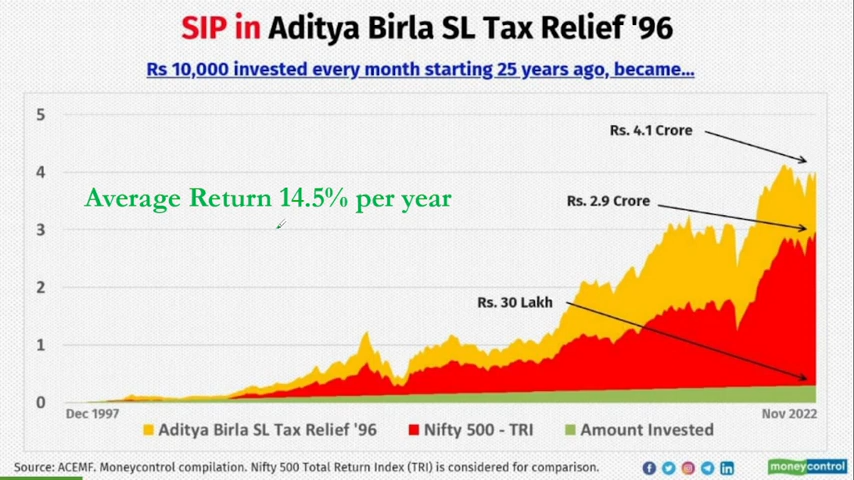 SIP in Aditya Birla SL Tax Relief '96
Rs 10,000 invested every month starting 25 years ago, became...
5
Rs. 4.1 Crore
4
Average Return 14.5% per year
Rs. 2.9 Crore
3
2
Rs. 30 Lakh
1
0
Dec 1997
Nov 2022
Aditya Birla SL Tax Relief '96 Nifty 500 - TRI Amount Invested
Source: ACEMF. Moneycontrol compilation. Nifty 500 Total Return Index (TRI) is considered for comparison.
moneycontrol